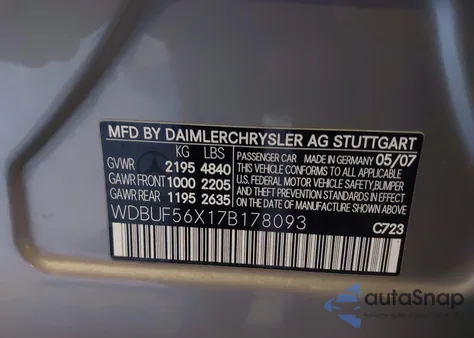 MFD BY DAIMLERCHRYSLER AG STUTTGART
KG LBS
GVWR 2195 4840
GAWR FRONT 1000 2205
GAWR REAR 1195 2635
PASSENGER CAR MADE IN GERMANY 05/07
THIS VEHICLE CONFORMS TO ALL APPLICABLE
U.S. FEDERAL MOTOR VEHICLE SAFETY, BUMPER, AND
THEFT PREVENTION STANDARDS IN EFFECT ON THE
DATE OF MANUFACTURE SHOWN ABOVE.
WDBUF56X17B178093
C723
autoSnap